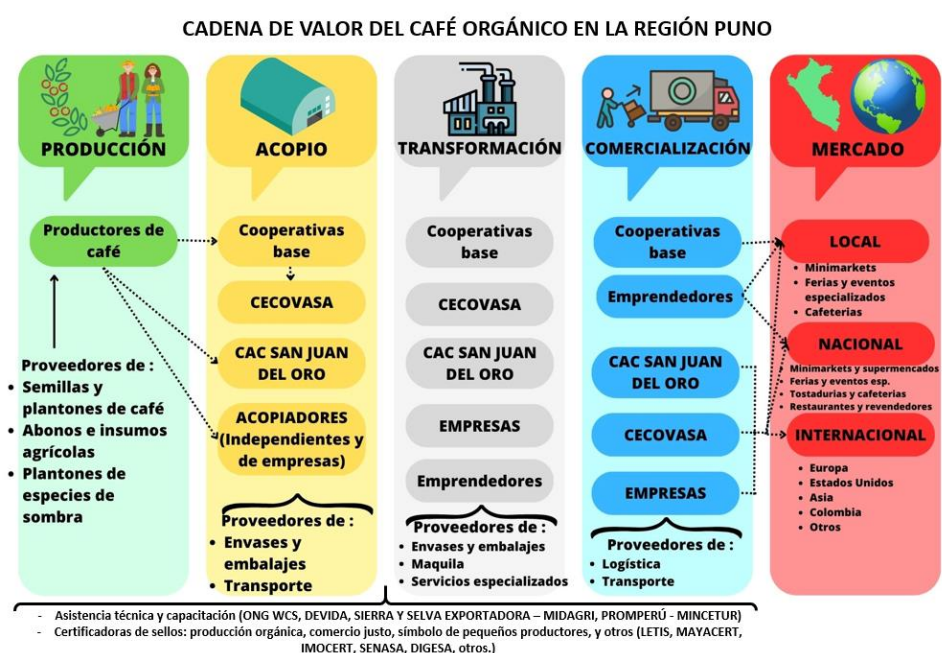 CADENA DE VALOR DEL CAFÉ ORGÁNICO EN LA REGIÓN PUNO
PRODUCCIÓN
Productores de
café
Proveedores de :
• Semillas y
plantones de café
• Abonos e insumos
agrícolas
• Plantones de
especies de
sombra
ACOPIO
Cooperativas
base
CECOVASA
CAC SAN JUAN
DEL ORO
ACOPIADORES
(Independientes y
de empresas)
Proveedores de :
• Envases y
embalajes
• Transporte
TRANSFORMACIÓN
Cooperativas
base
CECOVASA
CAC SAN JUAN
DEL ORO
EMPRESAS
Emprendedores
Proveedores de :
• Envases y embalajes
• Maquila
• Servicios especializados
COMERCIALIZACIÓN
Cooperativas
base
Emprendedores
CAC SAN JUAN
DEL ORO
CECOVASA
EMPRESAS
Proveedores de :
• Logística
• Transporte
MERCADO
LOCAL
• Minimarkets
• Ferias y eventos
especializados
• Cafeterias
NACIONAL
Minimarkets y supermencados
• Ferias y eventos esp.
• Tostadurias y cafeterias
• Restaurantes y revendedores
INTERNACIONAL
• Europa
• Estados Unidos
• Asia
• Colombia
• Otros
- Asistencia técnica y capacitación (ONG WCS, DEVIDA, SIERRA Y SELVA EXPORTADORA – MIDAGRI, PROMPERÚ - MINCETUR)
- Certificadoras de sellos: producción orgánica, comercio justo, símbolo de pequeños productores, y otros (LETIS, MAYACERT,
IMOCERT, SENASA, DIGESA, otros.)